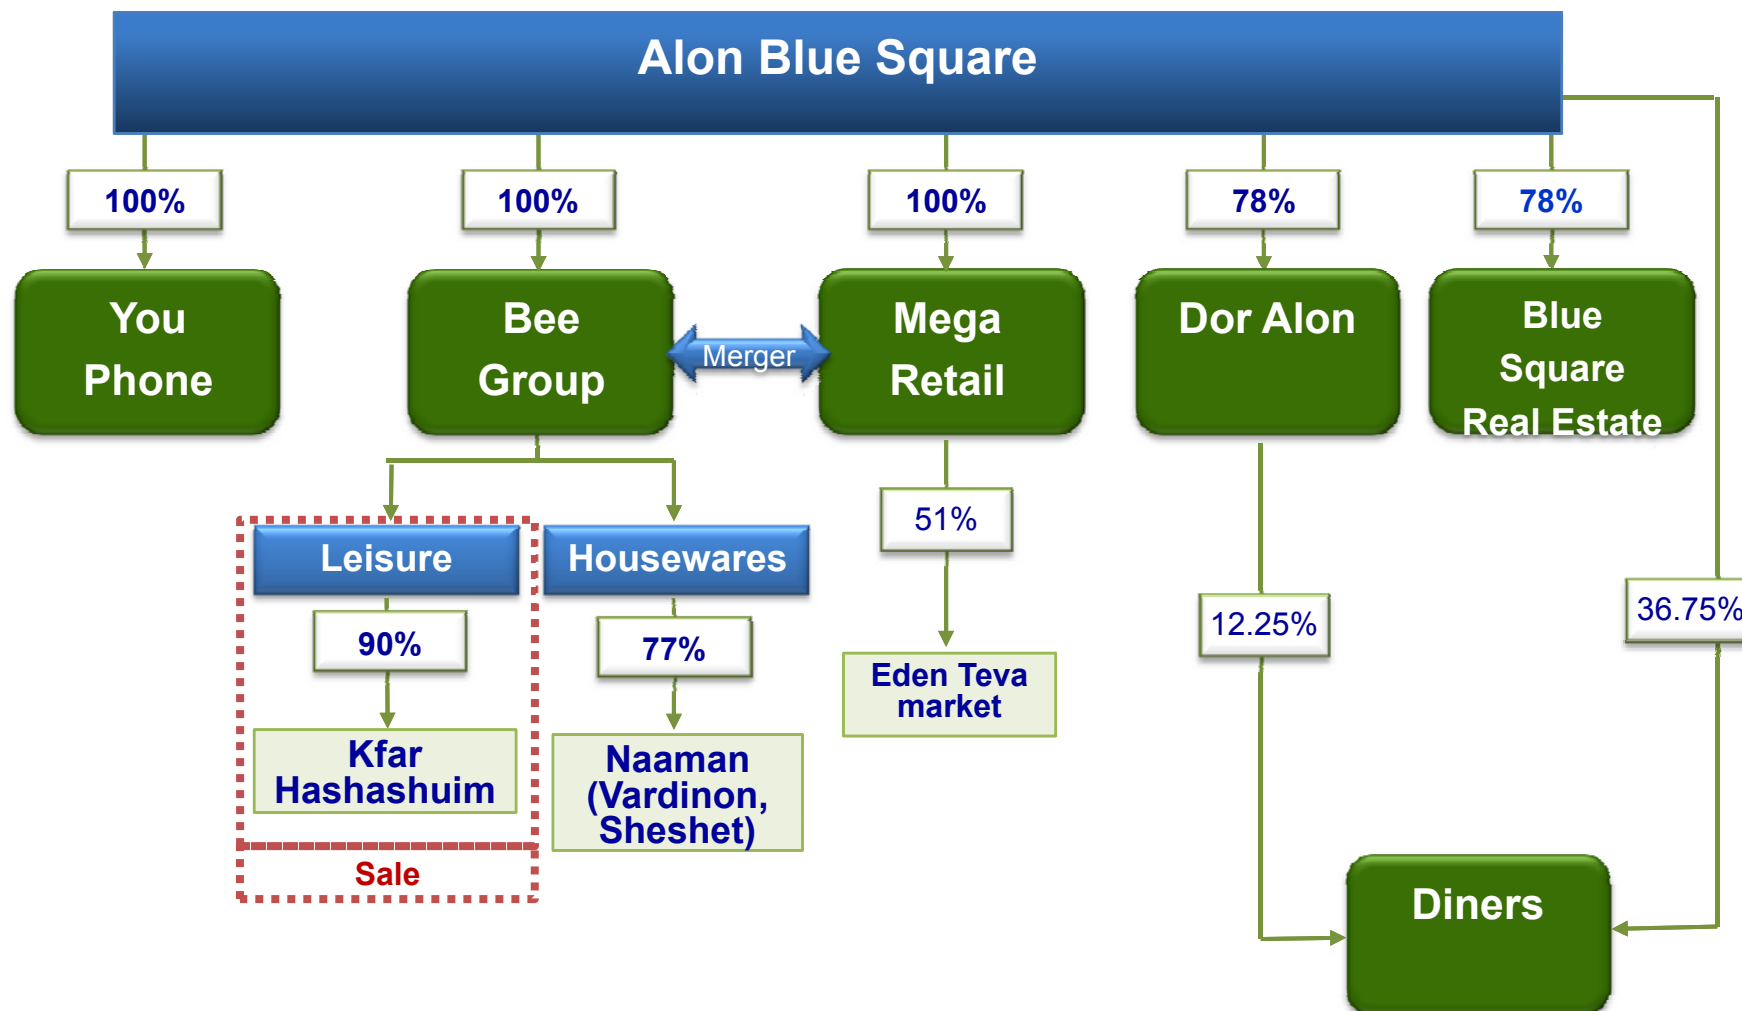 Alon Blue Square
100%
100%
100%
78%
78%
You
Phone
Bee
Group
Merger
Mega
Retail
Dor Alon
Blue
Square
Real Estate
Leisure
Housewares
51%
90%
77%
12.25%
36.75%
Eden Teva
market
Kfar
Hashashuim
Naaman
(Vardinon,
Sheshet)
Sale
Diners